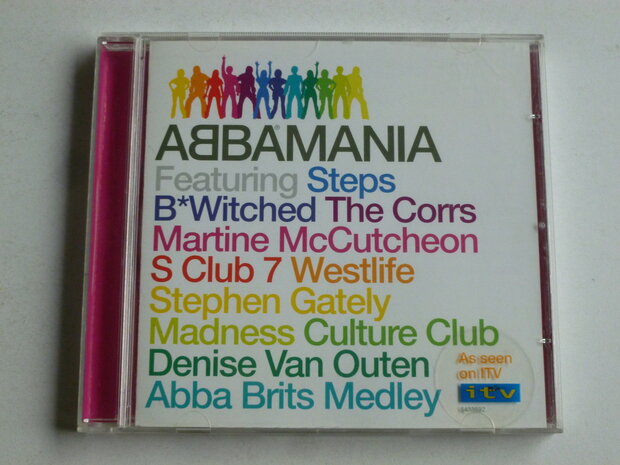 ABBAMANIA
Featuring Steps
B*Witched The Corrs
Martine McCutcheon
S Club 7 Westlife
Stephen Gately
Madness Culture Club
Denise Van Outen
Abba Brits Medley
As seen
on ITV
itv